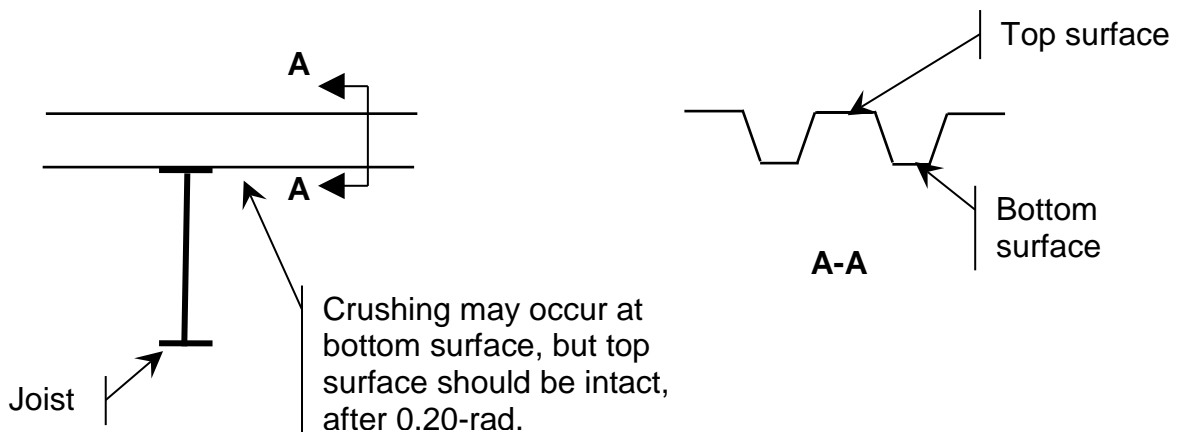 A
A
Crushing may occur at
bottom surface, but top
surface should be intact,
after 0.20-rad.
Joist
Top surface
Bottom
surface
A-A